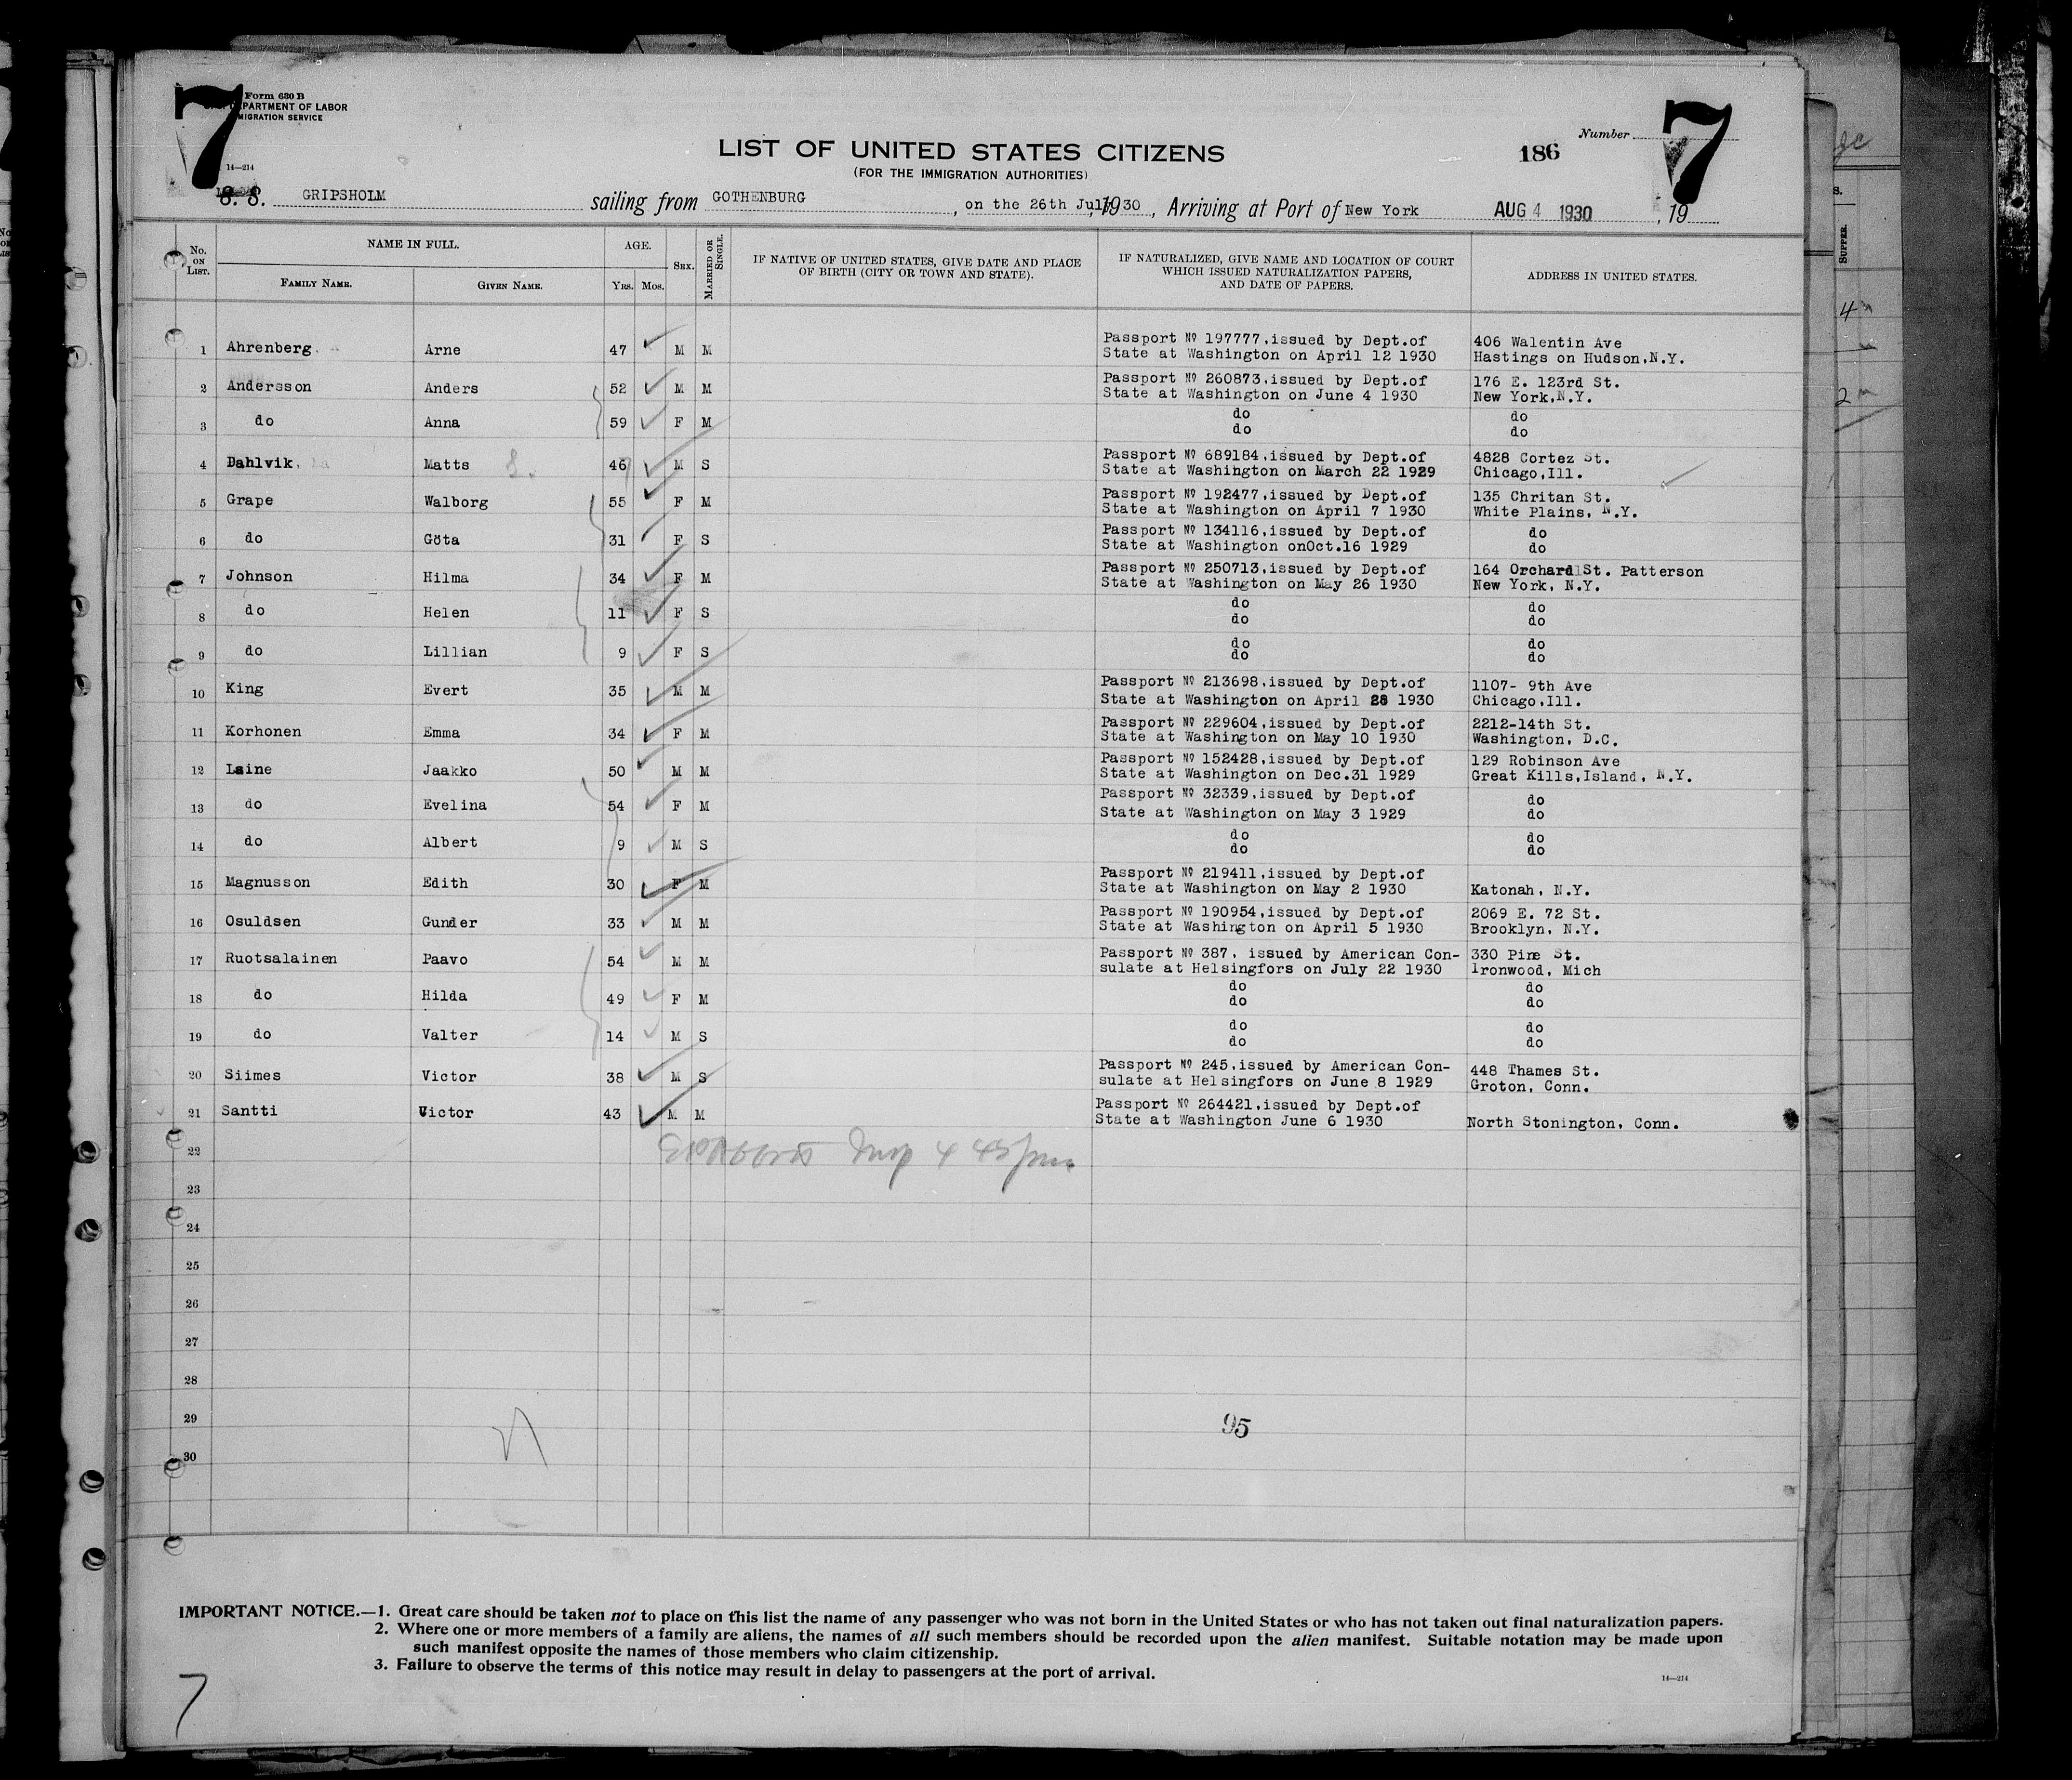 7
Form 630 B
DEPARTMENT OF LABOR
MIGRATION SERVICE
14—214
LIST OF UNITED STATES CITIZENS
(FOR THE IMMIGRATION AUTHORITIES)
Number
186
7
S. S. GRIPSHOLM sailing from GOTHENBURG, on the 26th July, 1930, Arriving at Port of New York AUG 4 1930, 19
No. ON LIST.
NAME IN FULL.
FAMILY NAME.
GIVEN NAME.
AGE.
YRS. MOS.
SEX.
MARRIED OR SINGLE.
IF NATIVE OF UNITED STATES, GIVE DATE AND PLACE OF BIRTH (CITY OR TOWN AND STATE).
IF NATURALIZED, GIVE NAME AND LOCATION OF COURT WHICH ISSUED NATURALIZATION PAPERS, AND DATE OF PAPERS.
ADDRESS IN UNITED STATES.
1 Ahrenberg Arne 47 M M Passport Nº 197777,issued by Dept.of 406 Walentin Ave
State at Washington on April 12 1930 Hastings on Hudson,N.Y.
2 Andersson Anders 52 M M Passport Nº 260873,issued by Dept.of 176 E. 123rd St.
State at Washington on June 4 1930 New York,N.Y.
3 do Anna 59 F M do do
do do
4 Dahlvik, Matts 46 M S Passport Nº 689184,issued by Dept.of 4828 Cortez St.
State at Washington on March 22 1929 Chicago,Ill.
5 Grape Walborg 55 F M Passport Nº 192477,issued by Dept.of 135 Chritan St.
State at Washington on April 7 1930 White Plains, N.Y.
6 do Göta 31 F S Passport Nº 134116,issued by Dept.of do
State at Washington onOct.16 1929 do
7 Johnson Hilma 34 F M Passport Nº 250713,issued by Dept.of 164 Orchard St. Patterson
State at Washington on May 26 1930 New York, N.Y.
8 do Helen 11 F S do do
do do
9 do Lillian 9 F S do do
do do
10 King Evert 35 M M Passport Nº 213698,issued by Dept.of 1107- 9th Ave
State at Washington on April 28 1930 Chicago,Ill.
11 Korhonen Emma 34 F M Passport Nº 229604,issued by Dept.of 2212-14th St.
State at Washington on May 10 1930 Washington, D.C.
12 Laine Jaakko 50 M M Passport Nº 152428,issued by Dept.of 129 Robinson Ave
State at Washington on Dec.31 1929 Great Kills,Island, N.Y.
13 do Evelina 54 F M Passport Nº 32339,issued by Dept.of do
State at Washington on May 3 1929 do
14 do Albert 9 M S do do
do do
15 Magnusson Edith 30 F M Passport Nº 219411,issued by Dept.of
State at Washington on May 2 1930 Katonah, N.Y.
16 Osuldsen Gunder 33 M M Passport Nº 190954,issued by Dept.of 2069 E. 72 St.
State at Washington on April 5 1930 Brooklyn, N.Y.
17 Ruotsalainen Paavo 54 M M Passport Nº 387, issued by American Con- 330 Pine St.
sulate at Helsingfors on July 22 1930 Ironwood, Mich
18 do Hilda 49 F M do do
do do
19 do Valter 14 M S do do
do do
20 Siimes Victor 38 M S Passport Nº 245,issued by American Con- 448 Thames St.
sulate at Helsingfors on June 8 1929 Groton, Conn.
21 Santti Victor 43 M M Passport Nº 264421,issued by Dept.of
State at Washington June 6 1930 North Stonington, Conn.
22
23
24
25
26
27
28
29
95
30
IMPORTANT NOTICE.—1. Great care should be taken not to place on this list the name of any passenger who was not born in the United States or who has not taken out final naturalization papers.
2. Where one or more members of a family are aliens, the names of all such members should be recorded upon the alien manifest. Suitable notation may be made upon
such manifest opposite the names of those members who claim citizenship.
3. Failure to observe the terms of this notice may result in delay to passengers at the port of arrival.
14—214
7